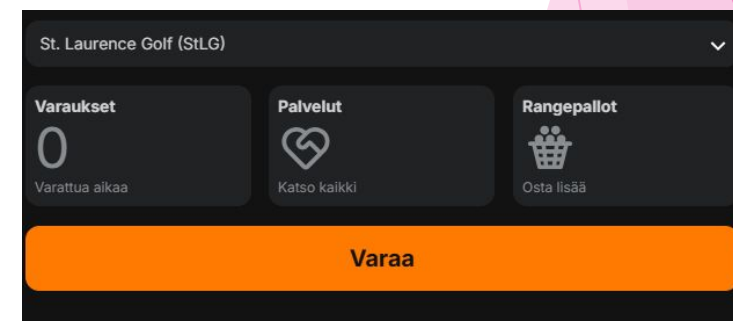 St. Laurence Golf (StLG)
Varaukset
0
Varattua aikaa
Palvelut
Katso kaikki
Rangepallot
Osta lisää
Varaa